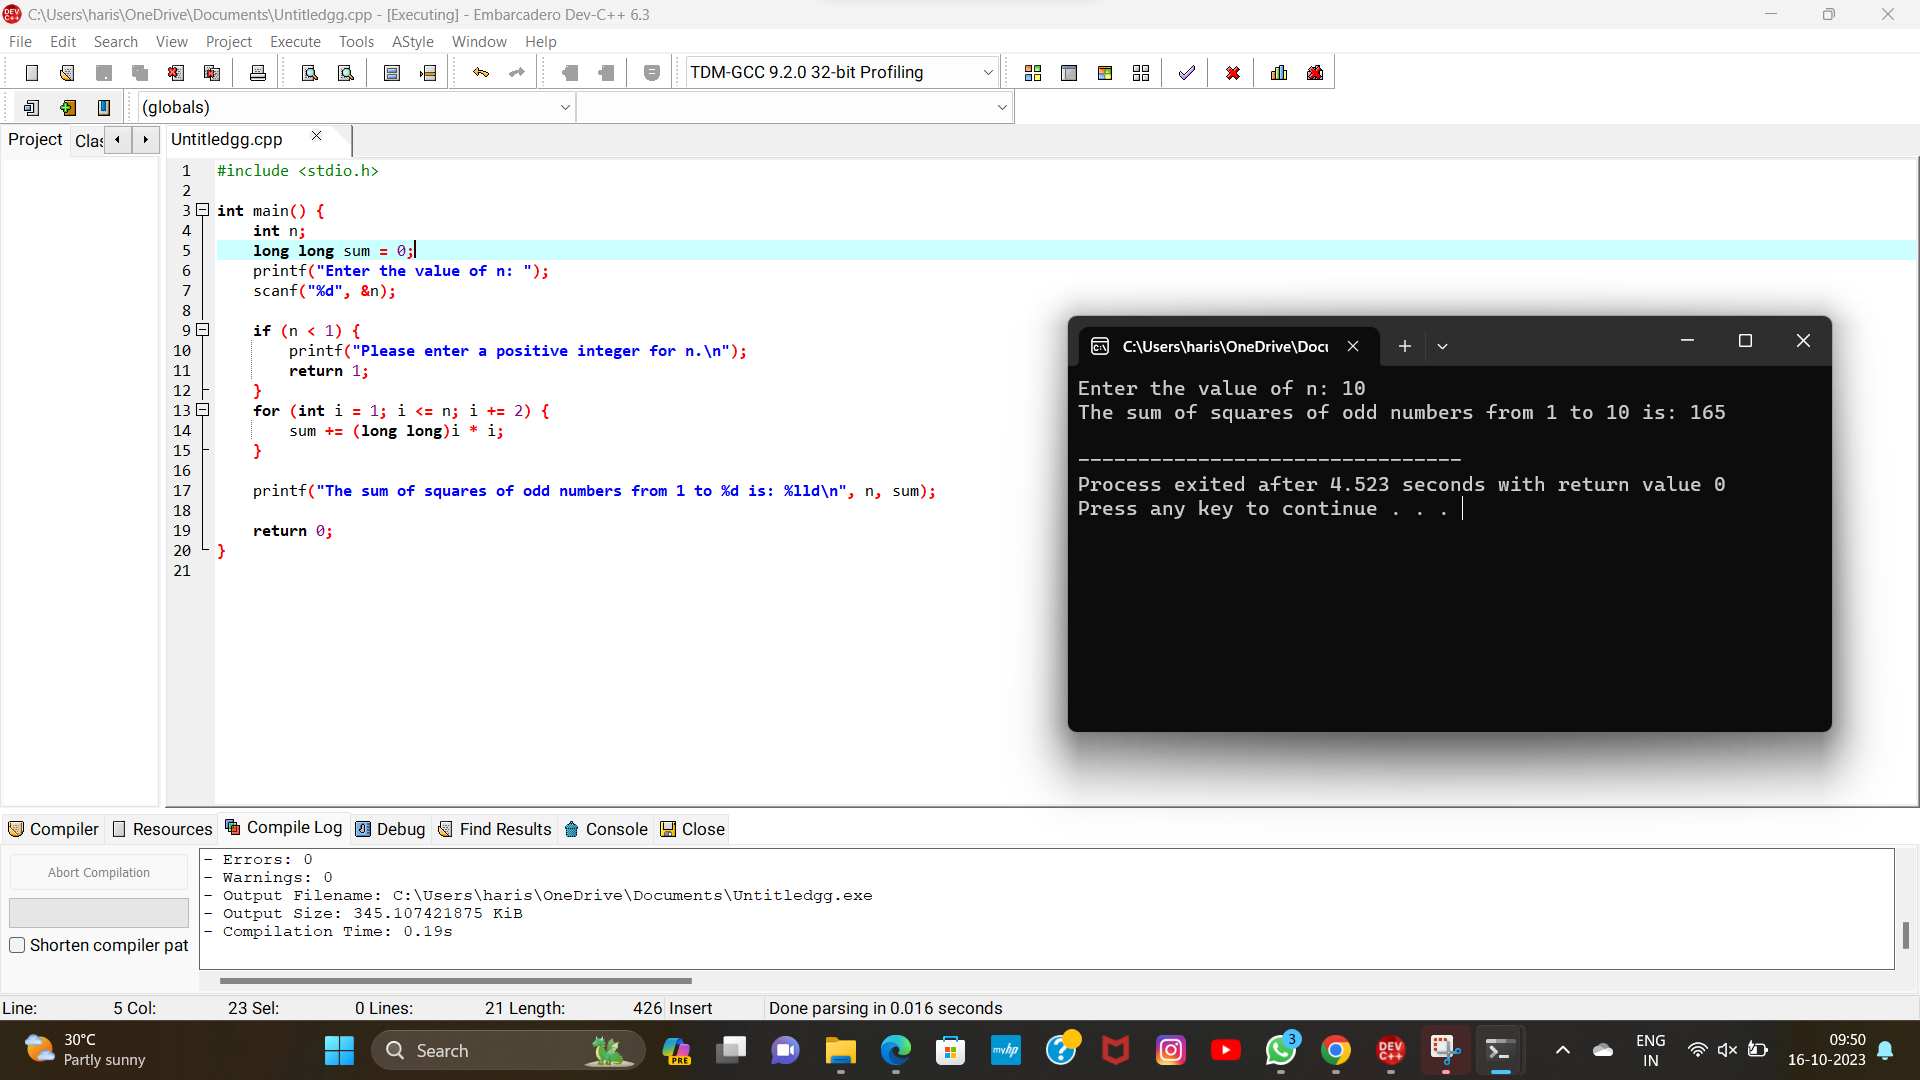 C:\Users\haris\OneDrive\Documents\Untitledgg.cpp - [Executing] - Embarcadero Dev-C++ 6.3
File Edit Search View Project Execute Tools AStyle Window Help
TDM-GCC 9.2.0 32-bit Profiling
(globals)
Project Clas Untitledgg.cpp
1 #include <stdio.h>
2
3 int main() {
4 int n;
5 long long sum = 0;
6 printf("Enter the value of n: ");
7 scanf("%d", &n);
8
9 if (n < 1) {
10 printf("Please enter a positive integer for n.\n");
11 return 1;
12 }
13 for (int i = 1; i <= n; i += 2) {
14 sum += (long long)i * i;
15 }
16
17 printf("The sum of squares of odd numbers from 1 to %d is: %lld\n", n, sum);
18
19 return 0;
20 }
21
C:\Users\haris\OneDrive\Docu
Enter the value of n: 10
The sum of squares of odd numbers from 1 to 10 is: 165
--------------------------------
Process exited after 4.523 seconds with return value 0
Press any key to continue . . .
Compiler Resources Compile Log Debug Find Results Console Close
Abort Compilation
Shorten compiler pat
- Errors: 0
- Warnings: 0
- Output Filename: C:\Users\haris\OneDrive\Documents\Untitledgg.exe
- Output Size: 345.107421875 KiB
- Compilation Time: 0.19s
Line: 5 Col: 23 Sel: 0 Lines: 21 Length: 426 Insert Done parsing in 0.016 seconds
30°C
Partly sunny
Search
PRE
myhp
3
DEV C++
ENG
IN
09:50
16-10-2023